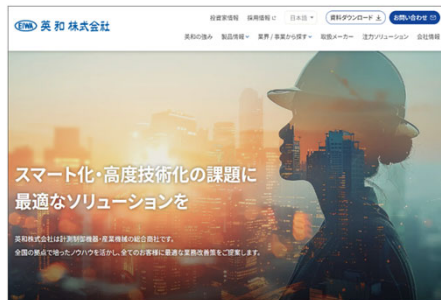 投資家情報 採用情報 日本語 資料ダウンロード お問い合わせ
EIWA 英和株式会社
英和の強み 製品情報 業界 / 事業から探す 取扱メーカー 注力ソリューション 会社情報
スマート化・高度技術化の課題に
最適なソリューションを
英和株式会社は計測制御機器・産業機械の総合商社です。
全国の拠点で培ったノウハウを活かし、全てのお客様に最適な業務改善策をご提案します。